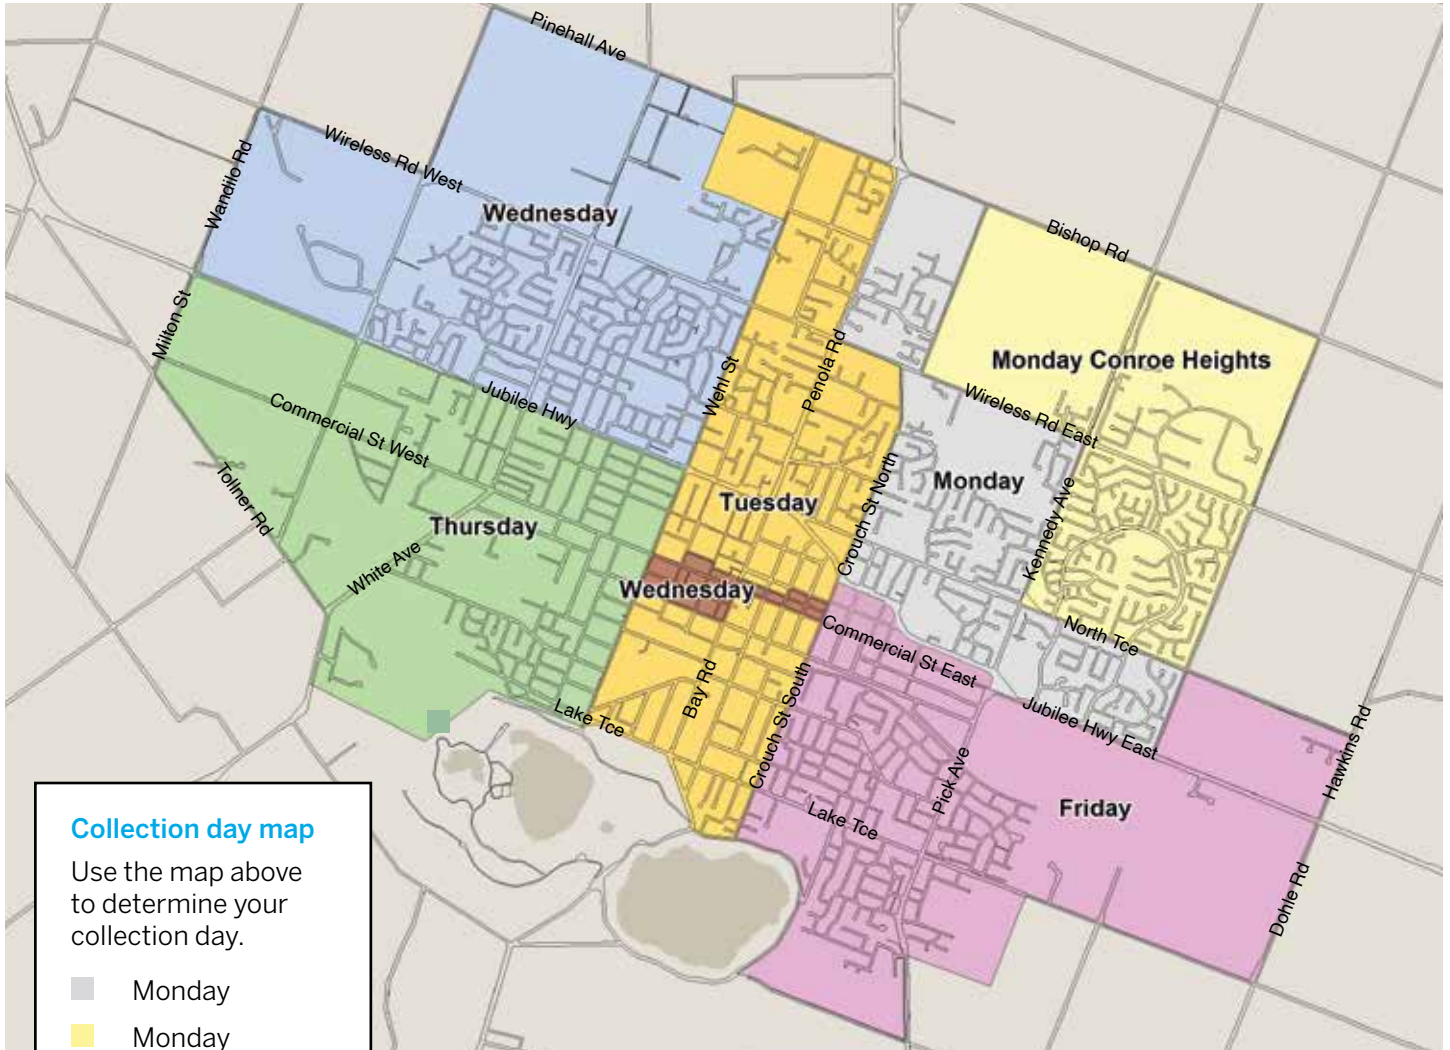 Pinehall Ave
Wireless Rd West
Wandilo Rd
Wednesday
Bishop Rd
Milton St
Penola Rd
Monday Conroe Heights
Wehl St
Jubilee Hwy
Wireless Rd East
Commercial St West
Crouch St North
Monday
Tollner Rd
Tuesday
Kennedy Ave
Thursday
White Ave
Wednesday
North Tce
Commercial St East
Bay Rd
Crouch St South
Lake Tce
Jubilee Hwy East
Hawkins Rd
Pick Ave
Lake Tce
Friday
Dohle Rd
Collection day map
Use the map above
to determine your
collection day.
Monday
Monday